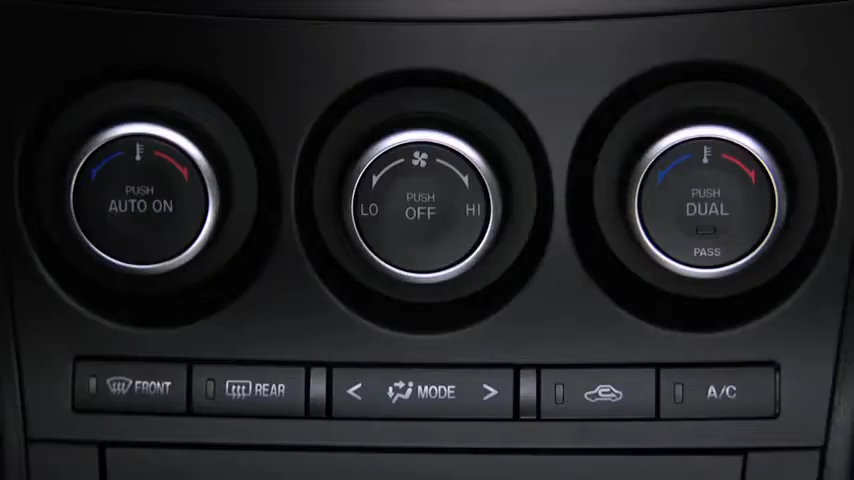 PUSH
AUTO ON
LO
PUSH
OFF
HI
PUSH
DUAL
PASS
FRONT
REAR
< MODE >
A/C